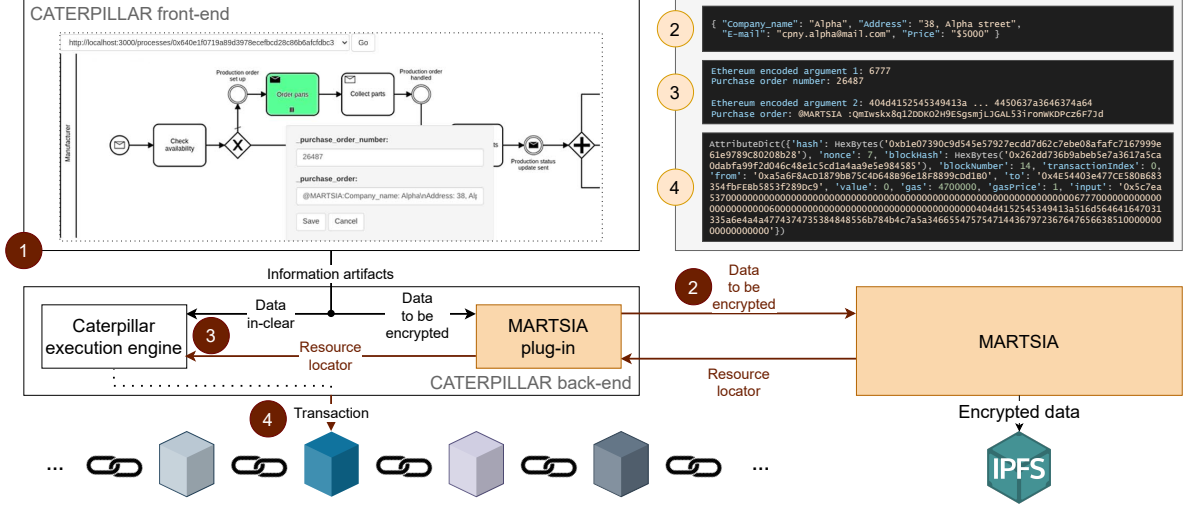 CATERPILLAR front-end
http://localhost:3000/processes/0x640e1f0719a89d3978ecefbcd28c86b6afcfdbc3
Go
Manufacturer
Check
availability
X
Production order
set up
Order parts
Collect parts
Production order
handled
Production status
update sent
_purchase_order_number:
26487
_purchase_order:
@MARTSIA:Company_name: Alpha\nAddress: 38, Alp
Save
Cancel
1
2
{ "Company_name": "Alpha", "Address": "38, Alpha street",
"E-mail": "cpny.alpha@mail.com", "Price": "$5000" }
3
Ethereum encoded argument 1: 6777
Purchase order number: 26487
Ethereum encoded argument 2: 404d4152545349413a ... 4450637a3646374a64
Purchase order: @MARTSIA :QmIwskx8q1ZDDKOZH9ESgsmjLJGAL53ironWKDPcz6F7Jd
4
AttributeDict({'hash': HexBytes('0xb1e07390c9d545e57927ecdd7d62c7ebe08afafc7167999e
61e9789c80208b28'), 'nonce': 7, 'blockHash': HexBytes('0x262dd736b9abeb5e7a3617a5ca
0dabfa99f2d046c48e1c5cd1a4aa9e5e984585'), 'blockNumber': 14, 'transactionIndex': 0,
'from': '0xa5a6F8AcD1879bB75C4D648B96e18F8899cDd1B0', 'to': '0x4E54403e477CE580B683
354fbFEBb5853f289Dc9', 'value': 0, 'gas': 4700000, 'gasPrice': 1, 'input': '0x5c7ea
Information artifacts
Data
in-clear
Data
to be
encrypted
2
Data
to be
encrypted
Caterpillar
execution engine
3
Resource
locator
MARTSIA
plug-in
MARTSIA
Resource
locator
CATERPILLAR back-end
4
Transaction
Encrypted data
...
...
IPFS